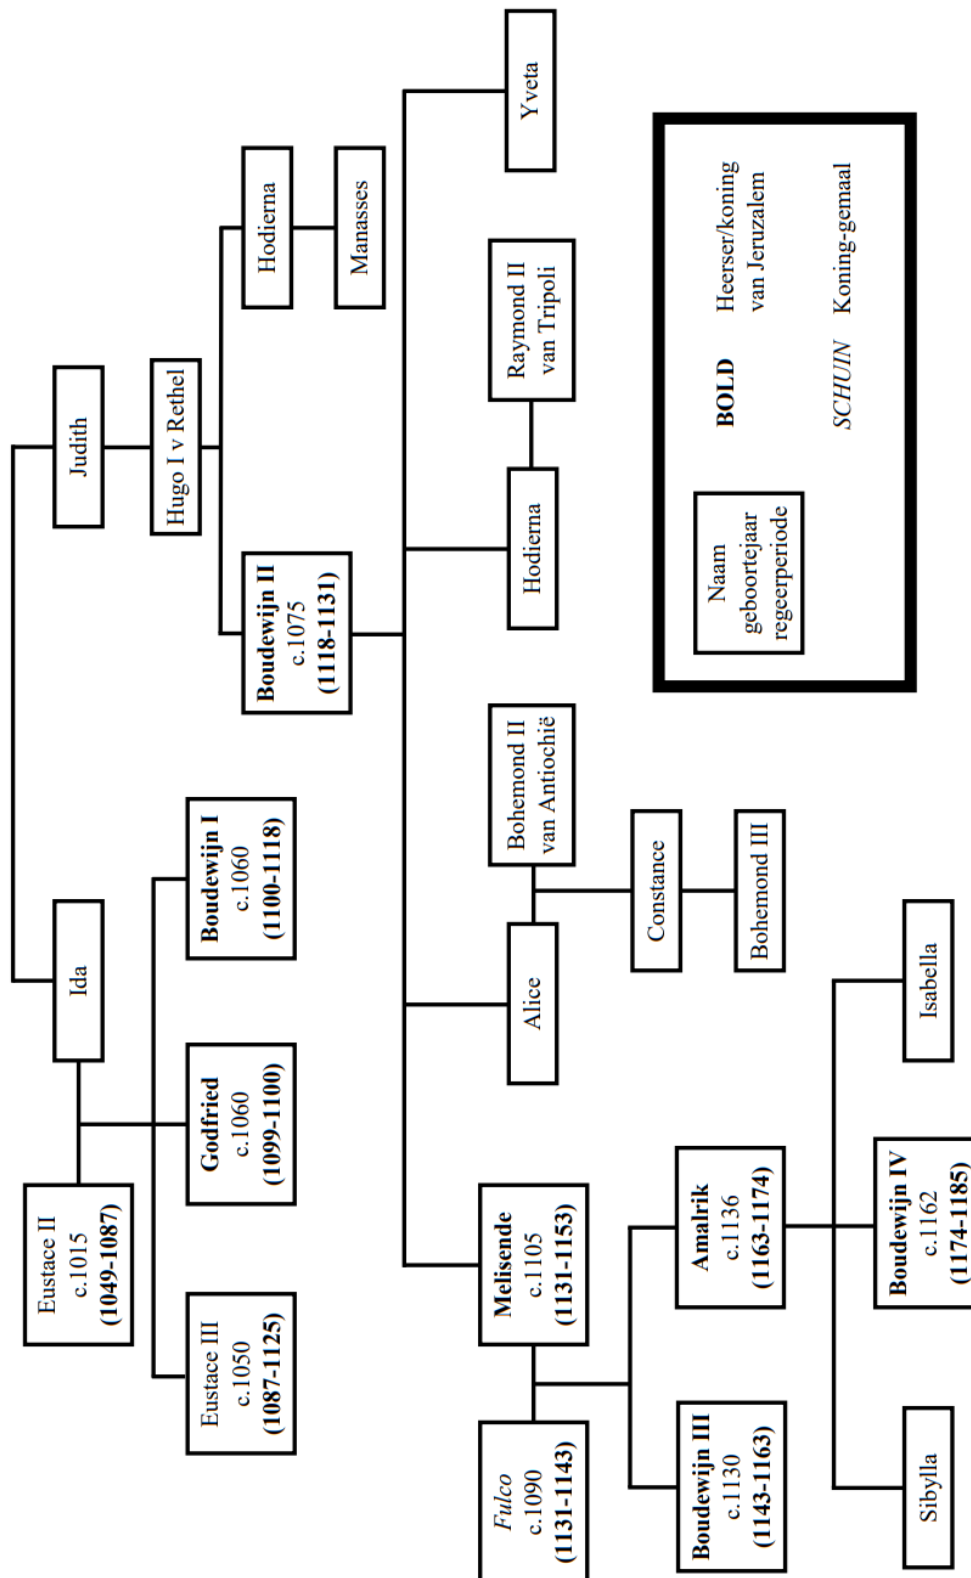 Ida
Judith
Eustace II
c.1015
(1049-1087)
Hugo I v Rethel
Eustace III
c.1050
(1087-1125)
Godfried
c.1060
(1099-1100)
Boudewijn I
c.1060
(1100-1118)
Boudewijn II
c.1075
(1118-1131)
Hodierna
Manasses
Fulco
c.1090
(1131-1143)
Melisende
c.1105
(1131-1153)
Alice
Bohemond II
van Antiochië
Hodierna
Raymond II
van Tripoli
Yveta
Constance
Bohemond III
Boudewijn III
c.1130
(1143-1163)
Amalrik
c.1136
(1163-1174)
Sibylla
Boudewijn IV
c.1162
(1174-1185)
Isabella
Naam
geboortejaar
regeerperiode
BOLD Heerser/koning
van Jeruzalem
SCHUIN Koning-gemaal